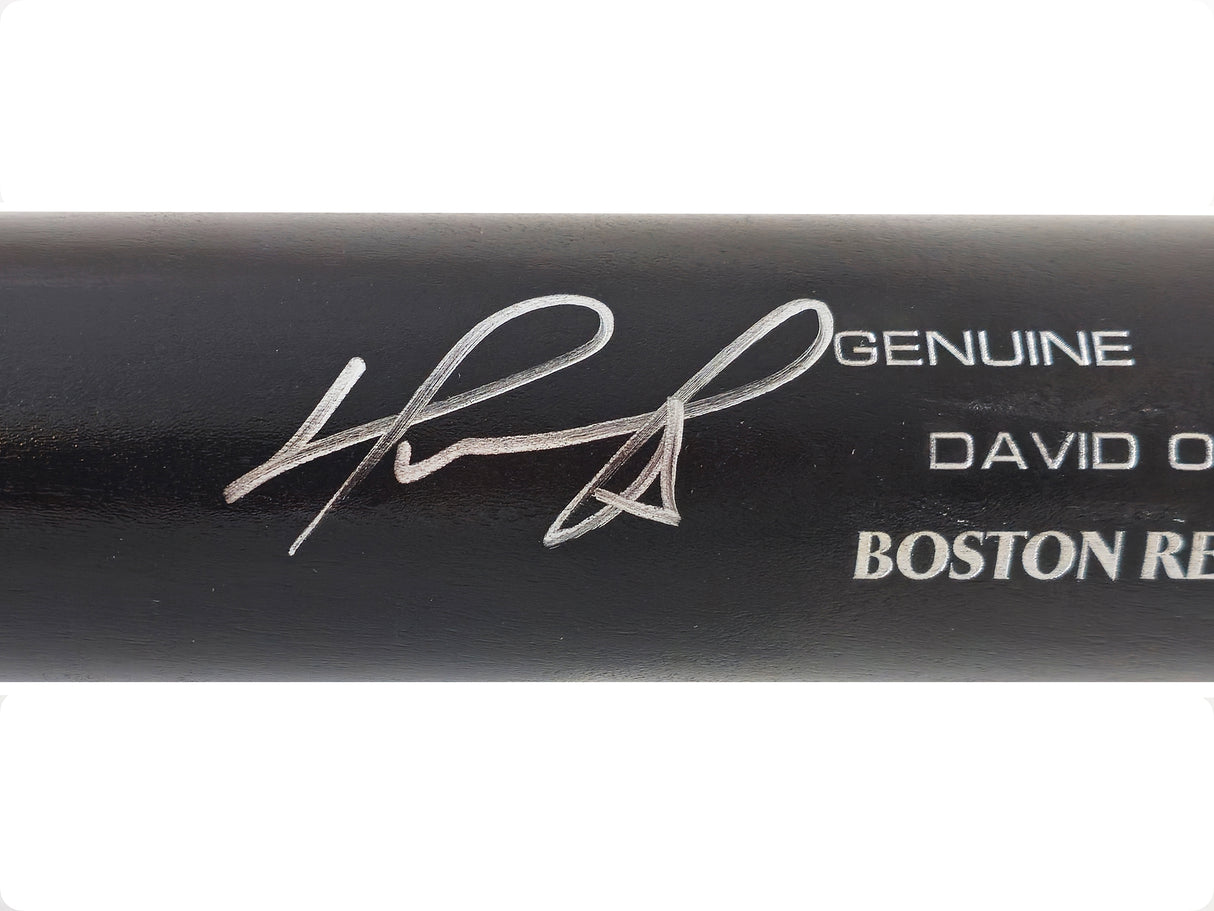 GENUINE
DAVID O
BOSTON RE